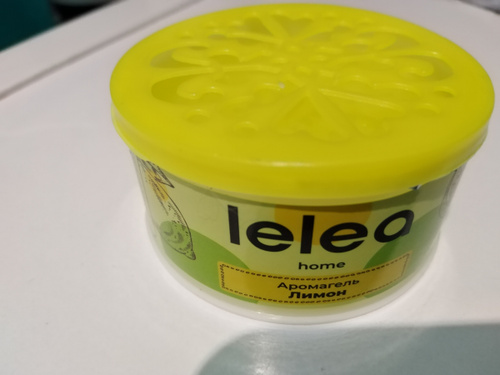 lelea
home
Аромагель
Лимон